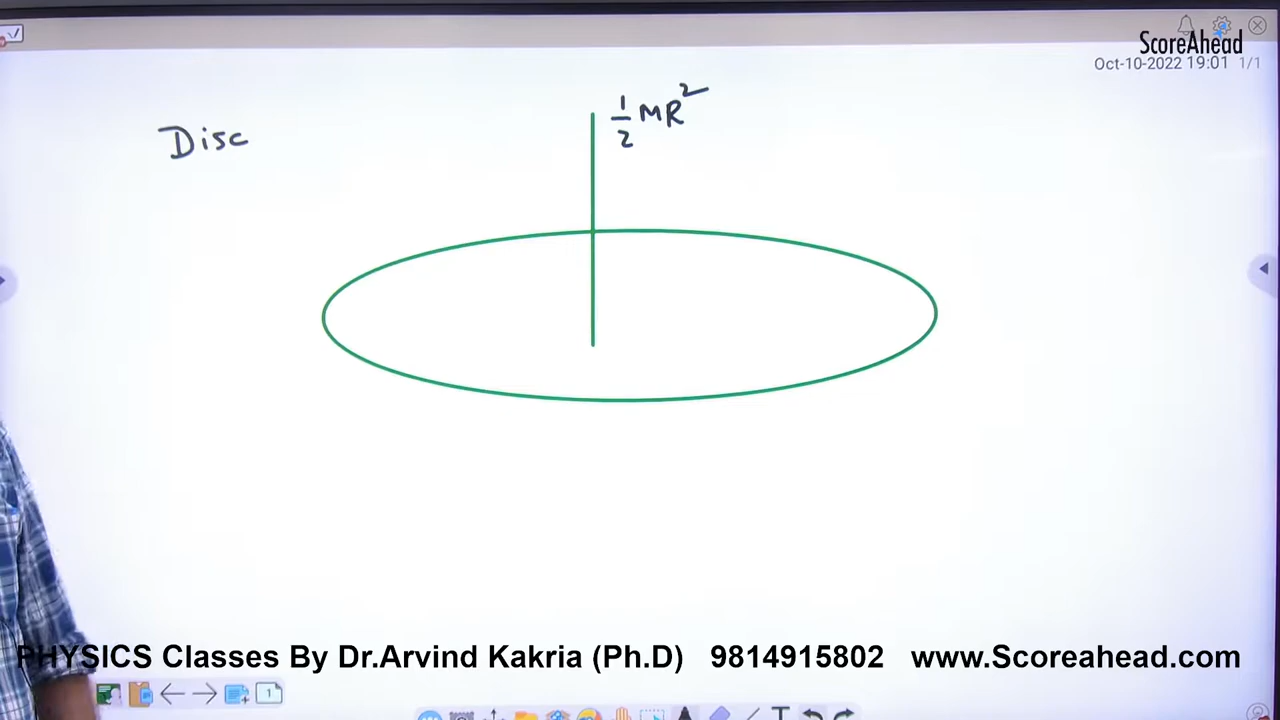 ScoreAhead
Oct-10-2022 19:01 1/1
Disc
1/2 MR²
PHYSICS Classes By Dr.Arvind Kakria (Ph.D) 9814915802 www.Scoreahead.com
1
T